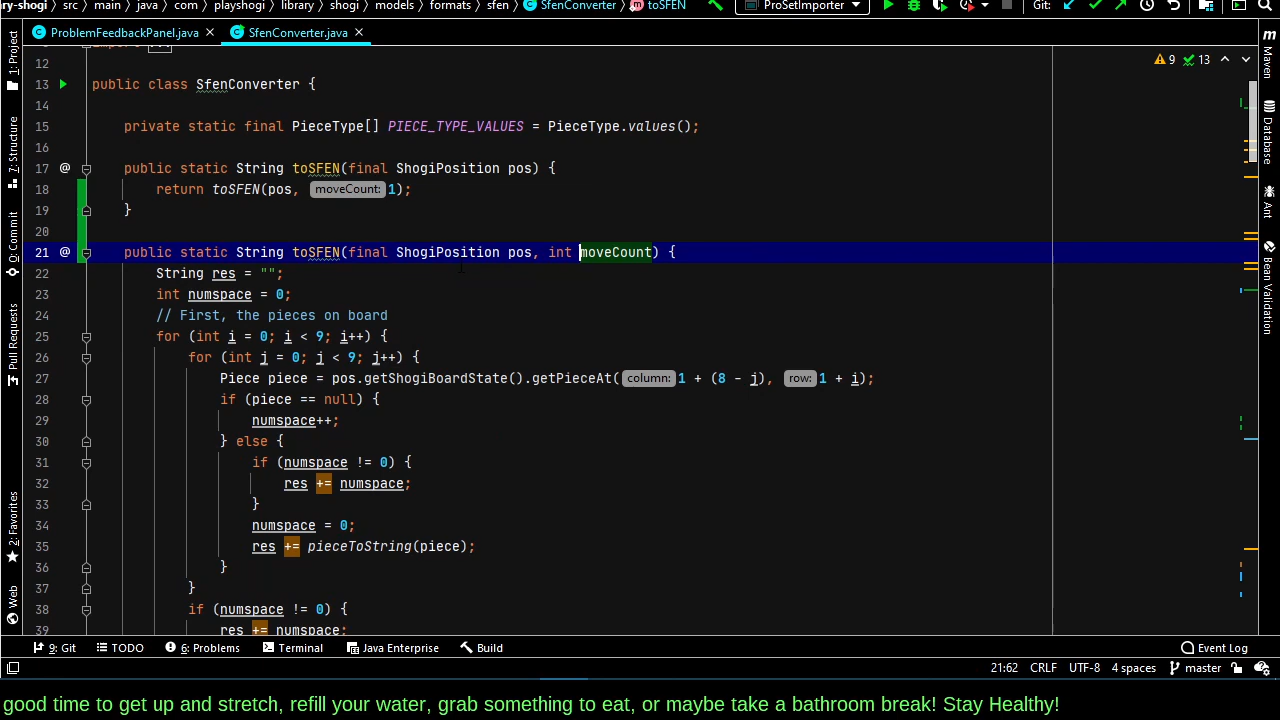 ry-shogi src main java com playshogi library shogi models formats sfen SfenConverter toSFEN ProSetImporter Git:
ProblemFeedbackPanel.java SfenConverter.java
12
13 public class SfenConverter {
14
15 private static final PieceType[] PIECE_TYPE_VALUES = PieceType.values();
16
17 @ public static String toSFEN(final ShogiPosition pos) {
18 return toSFEN(pos, moveCount: 1);
19 }
20
21 @ public static String toSFEN(final ShogiPosition pos, int moveCount) {
22 String res = "";
23 int numspace = 0;
24 // First, the pieces on board
25 for (int i = 0; i < 9; i++) {
26 for (int j = 0; j < 9; j++) {
27 Piece piece = pos.getShogiBoardState().getPieceAt( column: 1 + (8 - j), row: 1 + i);
28 if (piece == null) {
29 numspace++;
30 } else {
31 if (numspace != 0) {
32 res += numspace;
33 }
34 numspace = 0;
35 res += pieceToString(piece);
36 }
37 }
38 if (numspace != 0) {
39 res += numspace;
9 13
1: Project
7: Structure
0: Commit
Pull Requests
2: Favorites
Web
Maven
Database
Ant
Bean Validation
9: Git TODO 6: Problems Terminal Java Enterprise Build Event Log
21:62 CRLF UTF-8 4 spaces master
good time to get up and stretch, refill your water, grab something to eat, or maybe take a bathroom break! Stay Healthy!